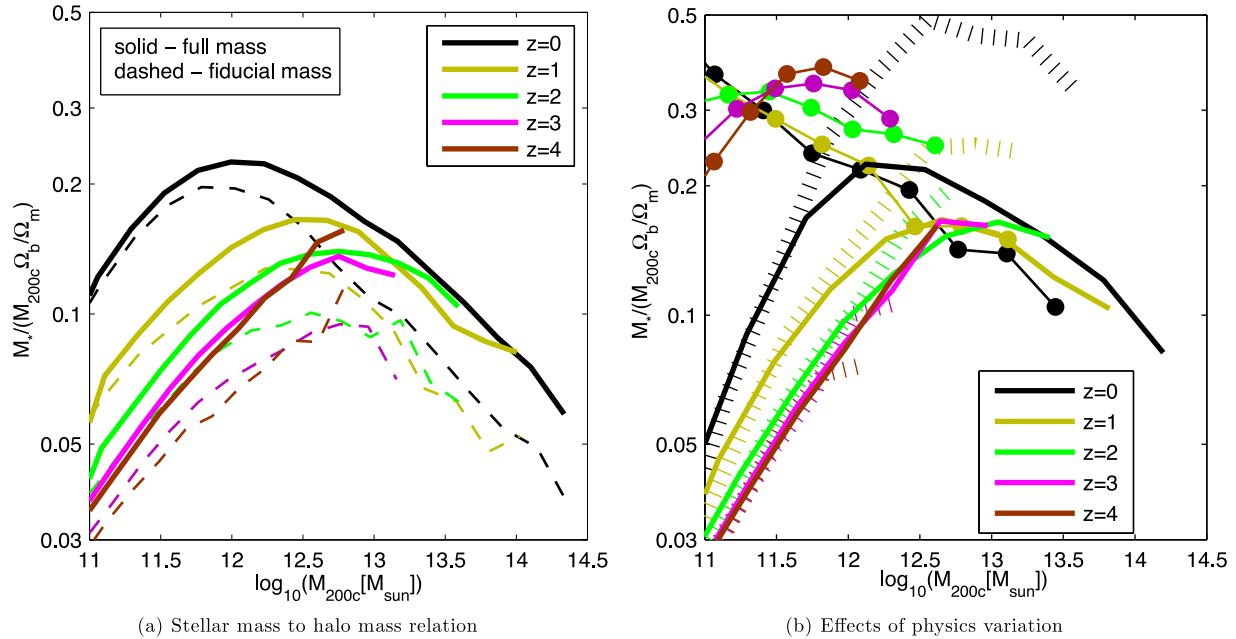 solid – full mass
dashed – fiducial mass
z=0
z=1
z=2
z=3
z=4
0.5
0.3
0.2
0.1
0.05
0.03
M*/(M200cΩb/Ωm)
11 11.5 12 12.5 13 13.5 14 14.5
log10(M200c[Msun])
(a) Stellar mass to halo mass relation
0.5
0.3
0.2
0.1
0.05
0.03
M*/(M200cΩb/Ωm)
z=0
z=1
z=2
z=3
z=4
11 11.5 12 12.5 13 13.5 14 14.5
log10(M200c[Msun])
(b) Effects of physics variation